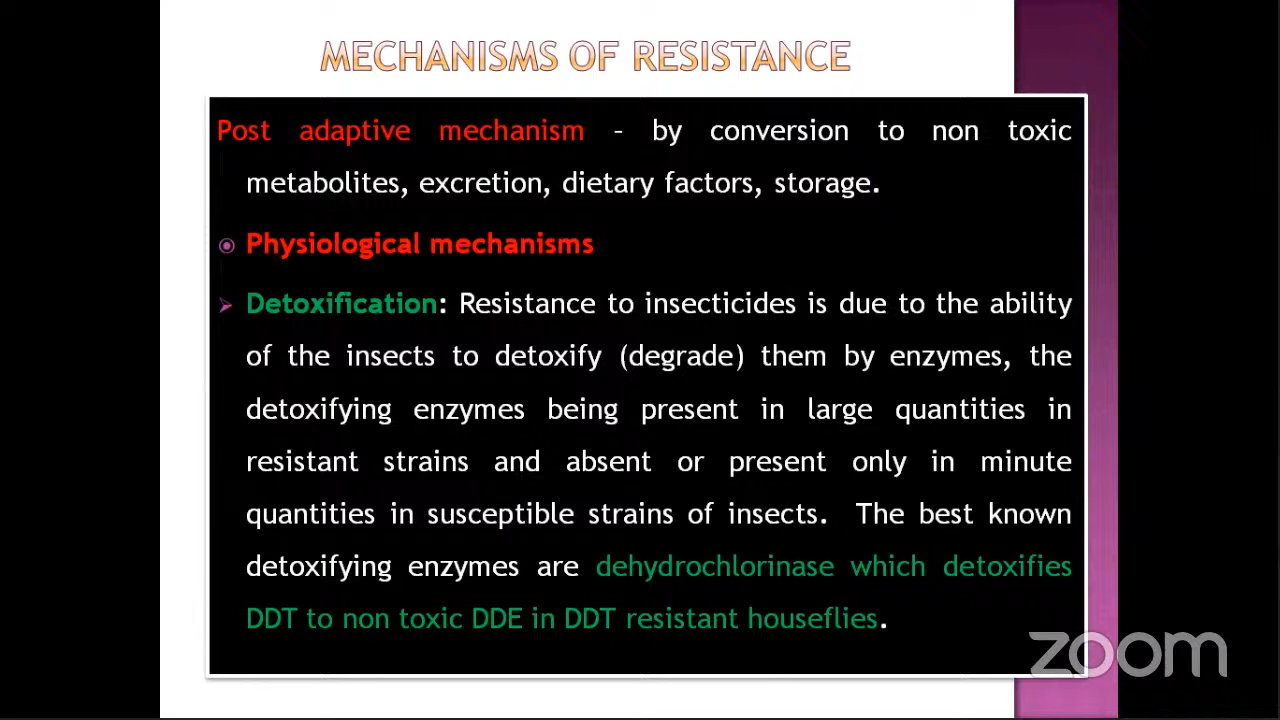 MECHANISMS OF RESISTANCE
Post adaptive mechanism – by conversion to non toxic
metabolites, excretion, dietary factors, storage.
Physiological mechanisms
Detoxification: Resistance to insecticides is due to the ability
of the insects to detoxify (degrade) them by enzymes, the
detoxifying enzymes being present in large quantities in
resistant strains and absent or present only in minute
quantities in susceptible strains of insects. The best known
detoxifying enzymes are dehydrochlorinase which detoxifies
DDT to non toxic DDE in DDT resistant houseflies.
zoom